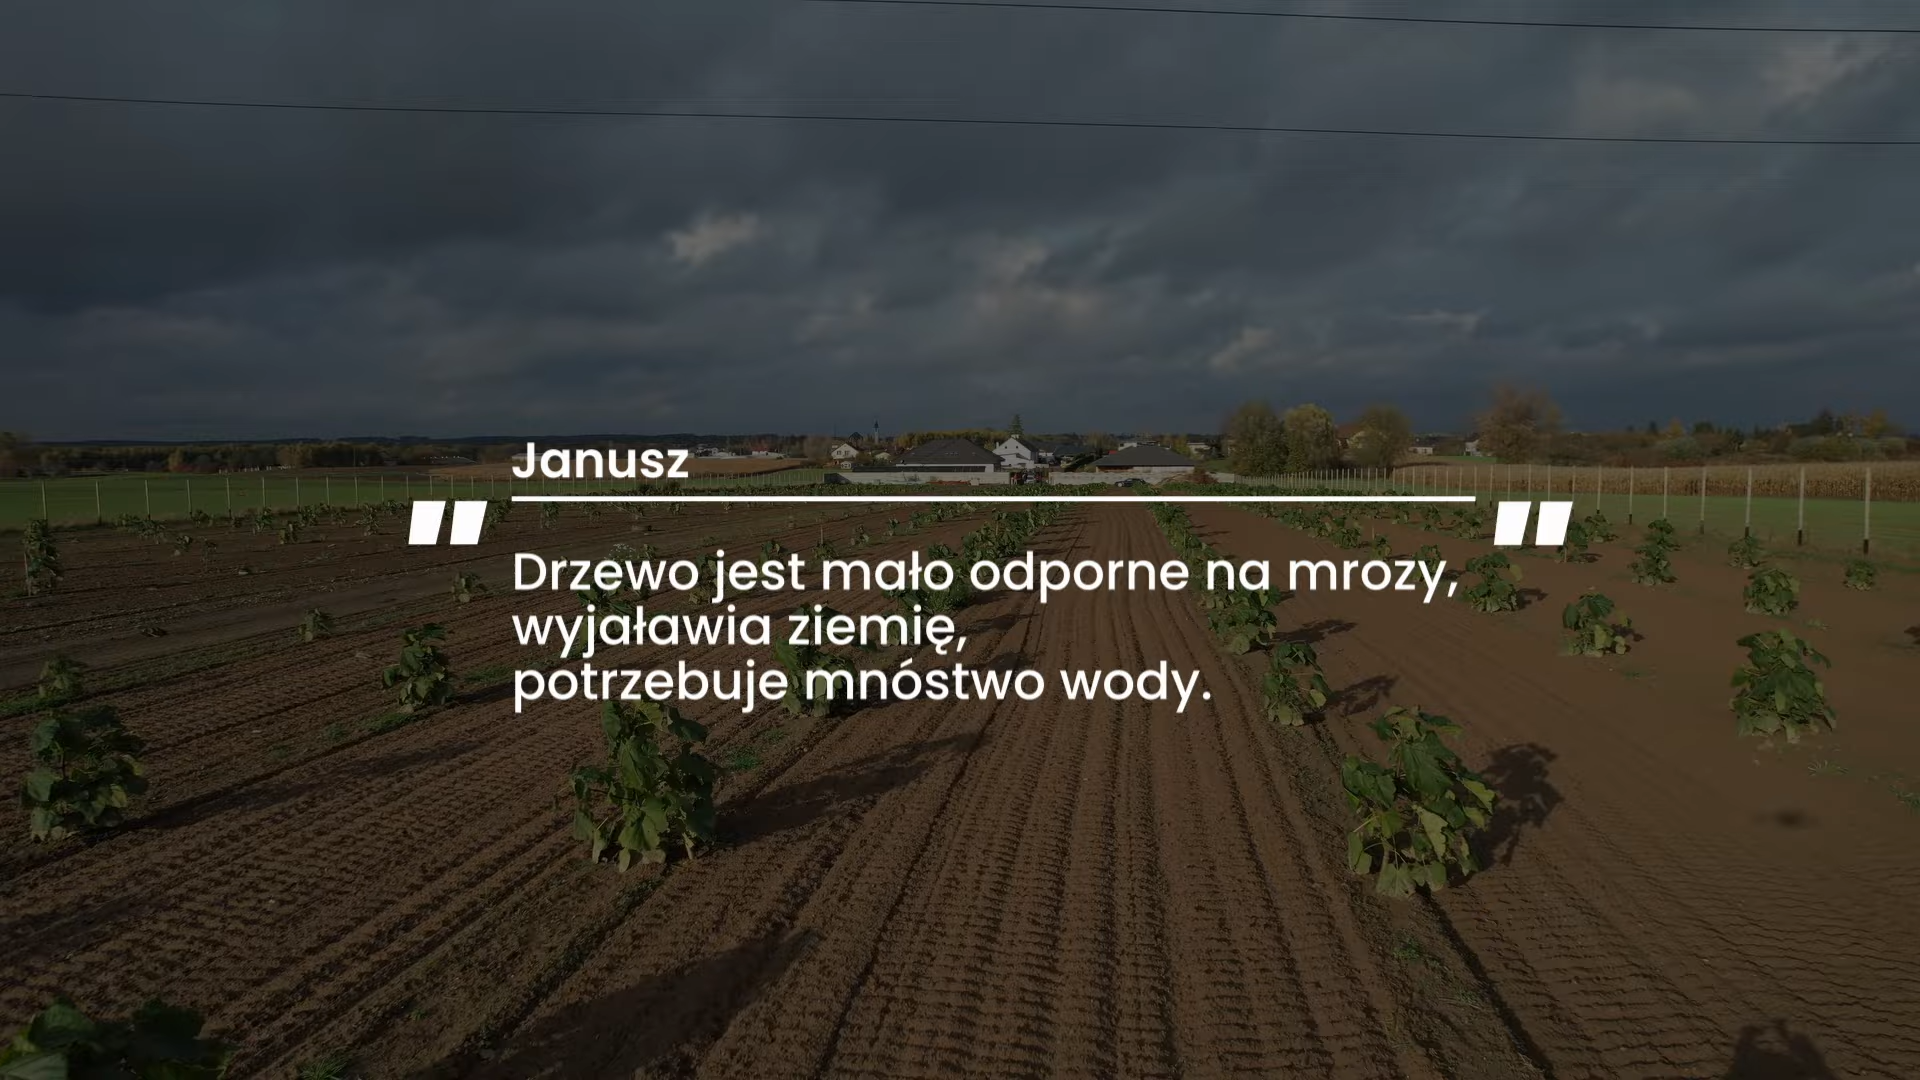 Janusz
"Drzewo jest mało odporne na mrozy,
wyjaławia ziemię,
potrzebuje mnóstwo wody."